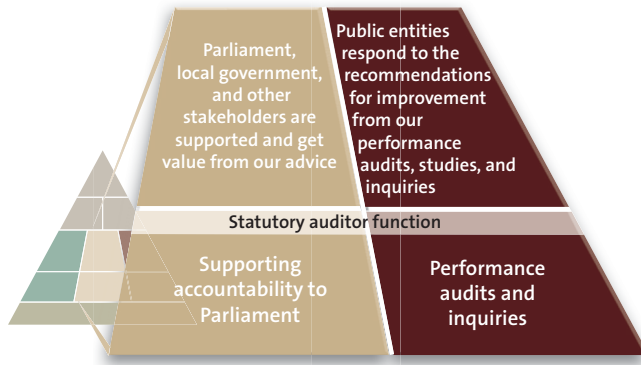 Parliament,
local government,
and other
stakeholders are
supported and get
value from our advice
Public entities
respond to the
recommendations
for improvement
from our
performance
audits, studies, and
inquiries
Statutory auditor function
Supporting
accountability to
Parliament
Performance
audits and
inquiries